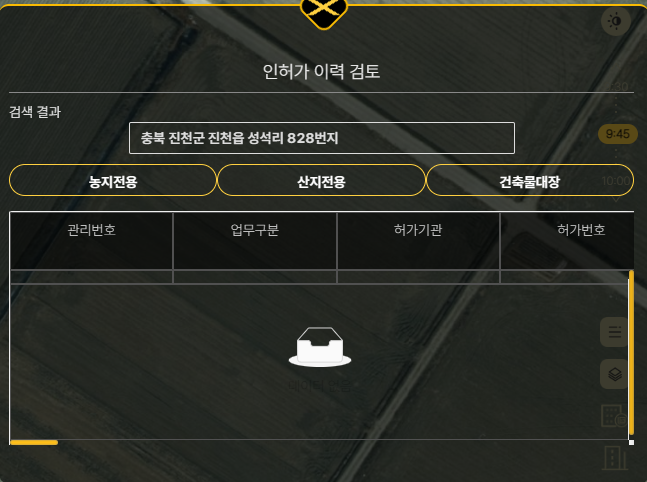 인허가 이력 검토
검색 결과
충북 진천군 진천읍 성석리 828번지
9:45
농지전용
산지전용
건축물대장
10:00
관리번호
업무구분
허가기관
허가번호